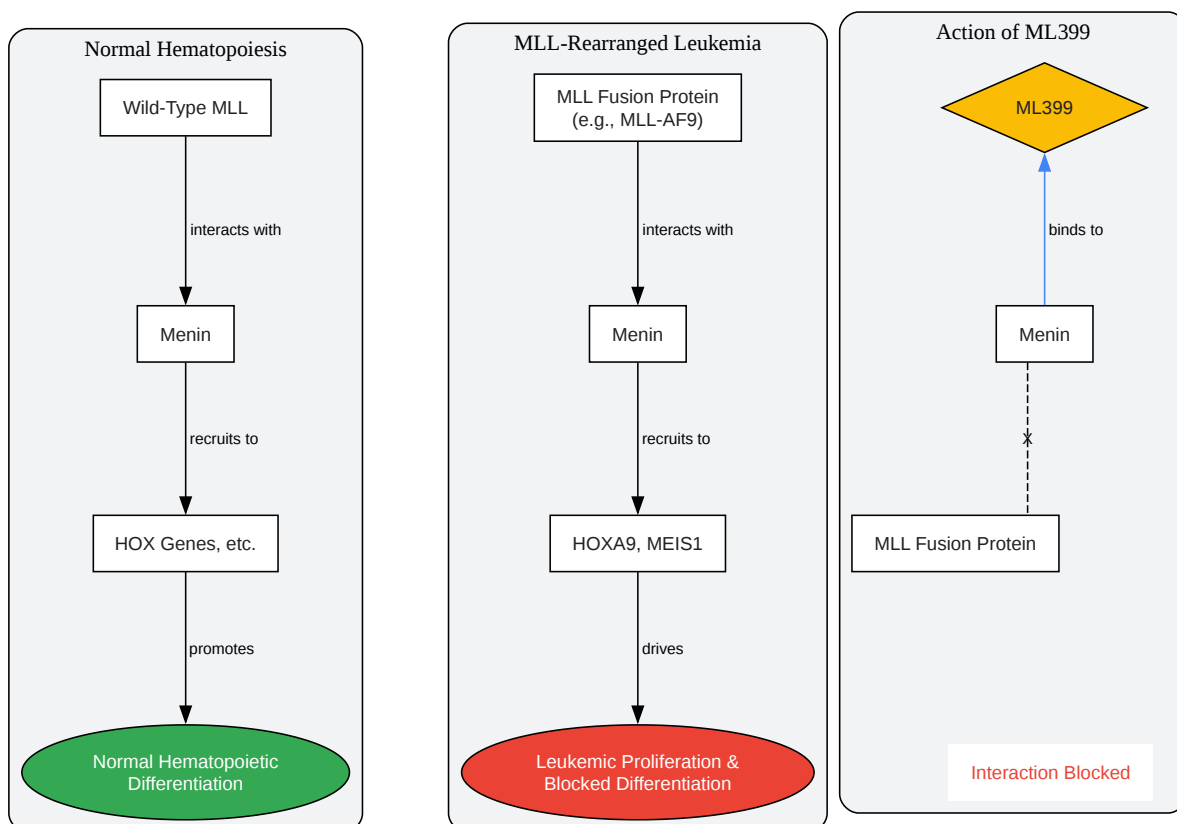 Normal Hematopoiesis
Wild-Type MLL
interacts with
Menin
recruits to
HOX Genes, etc.
promotes
Normal Hematopoietic
Differentiation
MLL-Rearranged Leukemia
MLL Fusion Protein
(e.g., MLL-AF9)
interacts with
Menin
recruits to
HOXA9, MEIS1
drives
Leukemic Proliferation &
Blocked Differentiation
Action of ML399
ML399
binds to
Menin
X
MLL Fusion Protein
Interaction Blocked